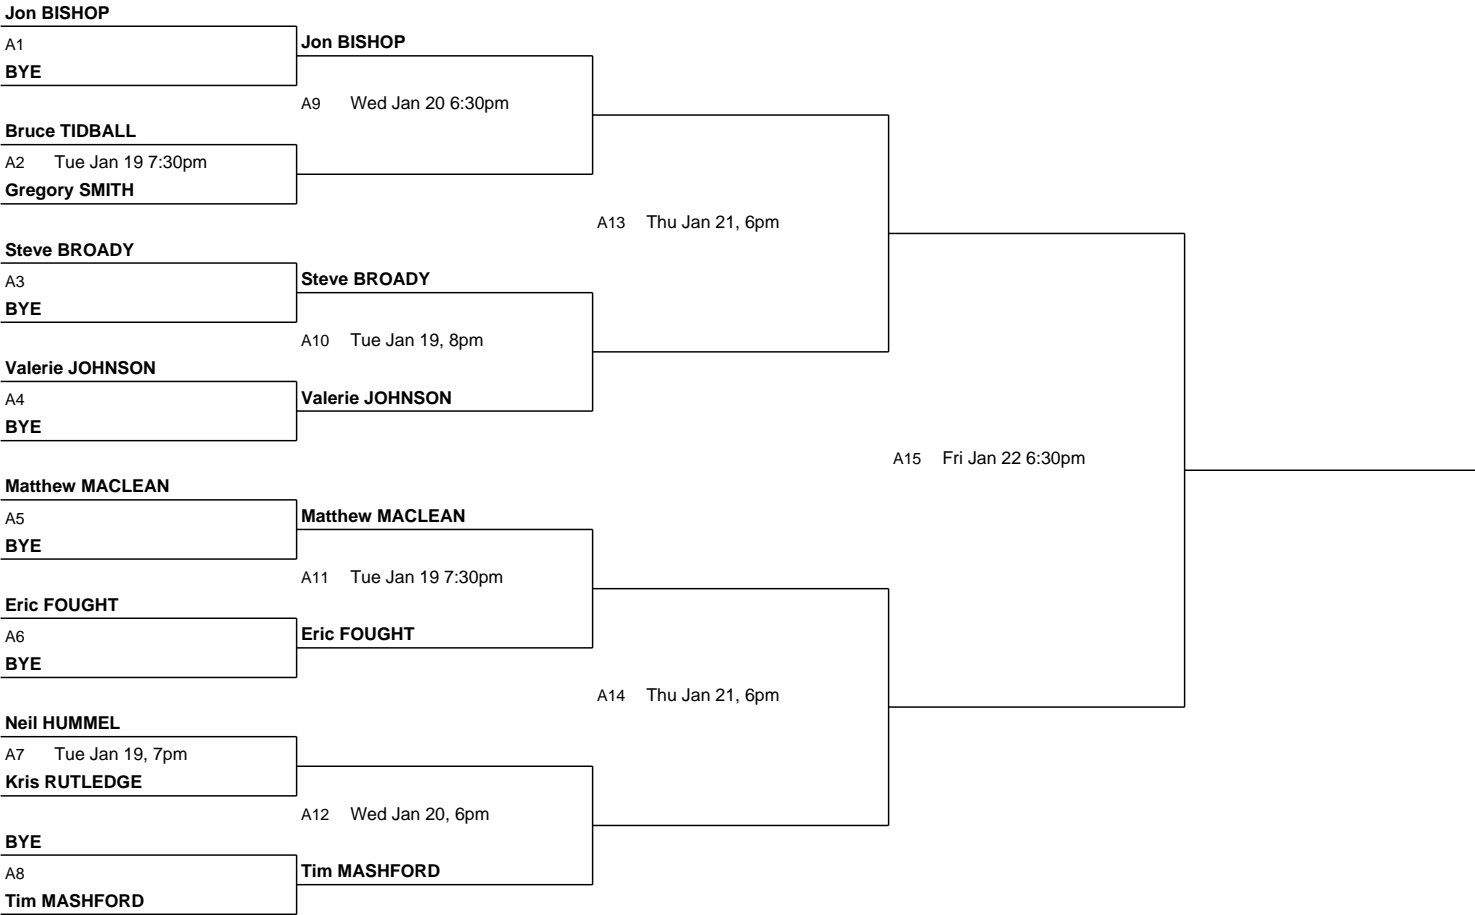 Jon BISHOP
A1
BYE
Bruce TIDBALL
A2 Tue Jan 19 7:30pm
Gregory SMITH
Steve BROADY
A3
BYE
Valerie JOHNSON
A4
BYE
Matthew MACLEAN
A5
BYE
Eric FOUGHT
A6
BYE
Neil HUMMEL
A7 Tue Jan 19, 7pm
Kris RUTLEDGE
BYE
A8
Tim MASHFORD
Jon BISHOP
A9 Wed Jan 20 6:30pm
Steve BROADY
A10 Tue Jan 19, 8pm
Valerie JOHNSON
Matthew MACLEAN
A11 Tue Jan 19 7:30pm
Eric FOUGHT
A12 Wed Jan 20, 6pm
Tim MASHFORD
A13 Thu Jan 21, 6pm
A14 Thu Jan 21, 6pm
A15 Fri Jan 22 6:30pm